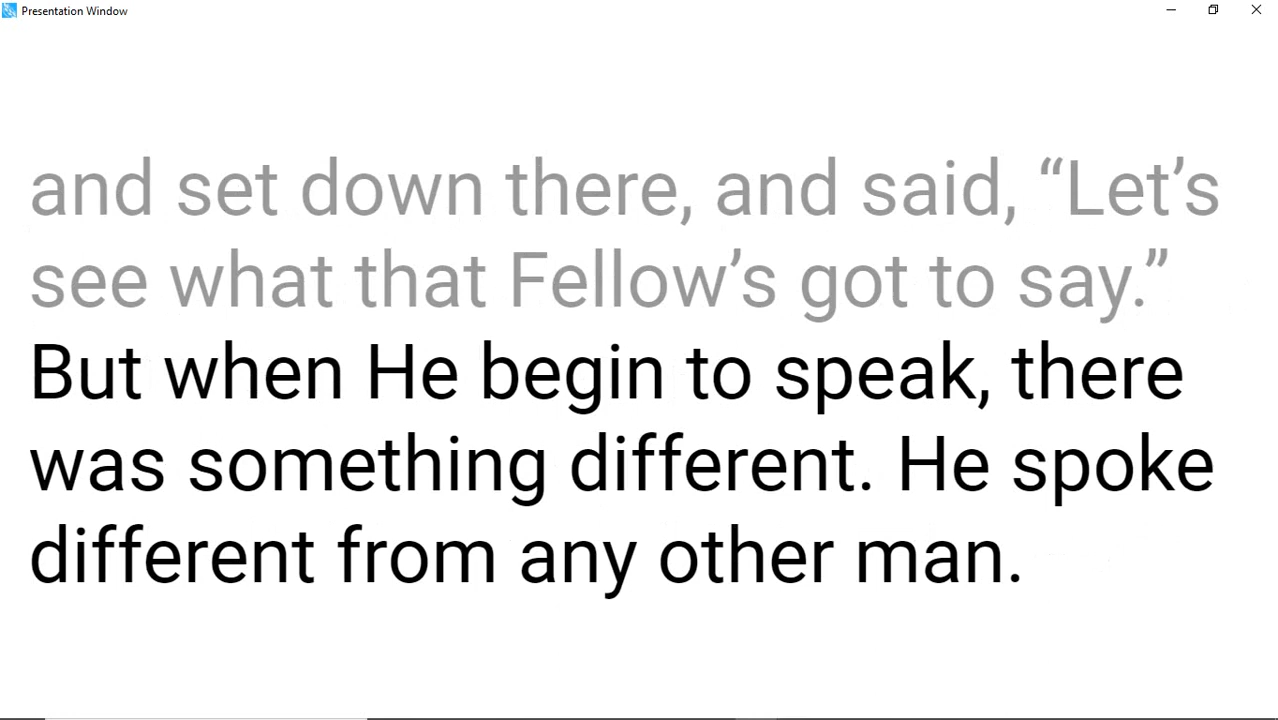 Presentation Window
and set down there, and said, “Let’s
see what that Fellow’s got to say.”
But when He begin to speak, there
was something different. He spoke
different from any other man.